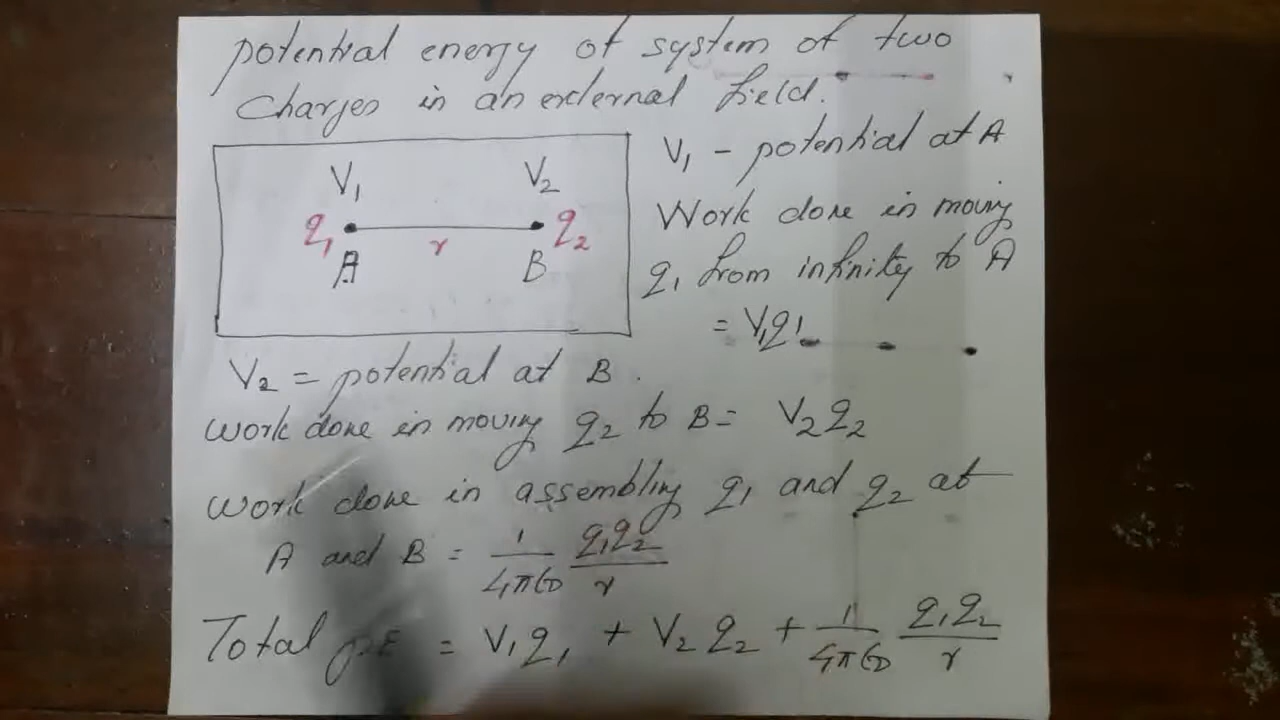 potential energy of system of two
charges in an external field.
V₁ V₂
q₁ r q₂
A B
V₁ - potential at A
Work done in moving
q₁ from infinity to A
= V₁q₁
V₂ = potential at B.
work done in moving q₂ to B = V₂q₂
work done in assembling q₁ and q₂ at
A and B = 1/4πε₀ q₁q₂/r
Total PE = V₁q₁ + V₂q₂ + 1/4πε₀ q₁q₂/r